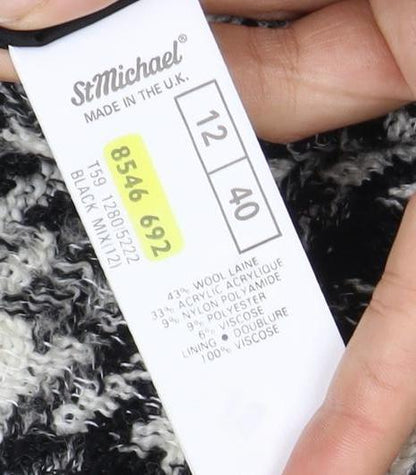 StMichael®
MADE IN THE U.K.
12
40
8546 692
T59 1280:5222
BLACK MIX(12)
43% WOOL LAINE
33% ACRYLIC ACRYLIQUE
9% NYLON POLYAMIDE
9% POLYESTER
6% VISCOSE
LINING • DOUBLURE
100% VISCOSE